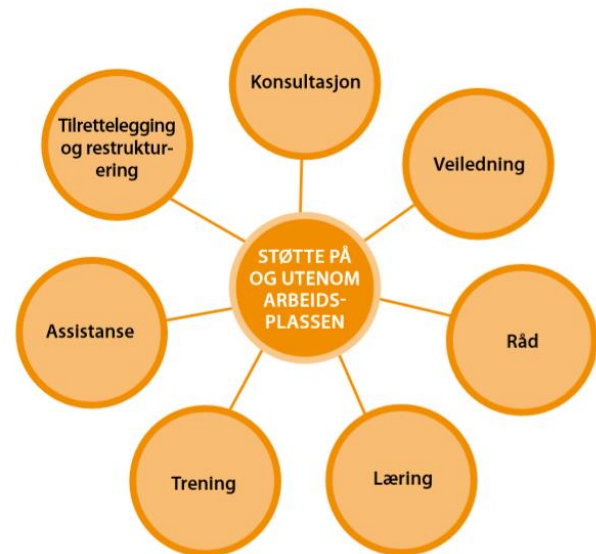 Konsultasjon
Tilrettelegging
og restruktur-
ering
Veiledning
STØTTE PÅ
OG UTENOM
ARBEIDS-
PLASSEN
Assistanse
Råd
Trening
Læring